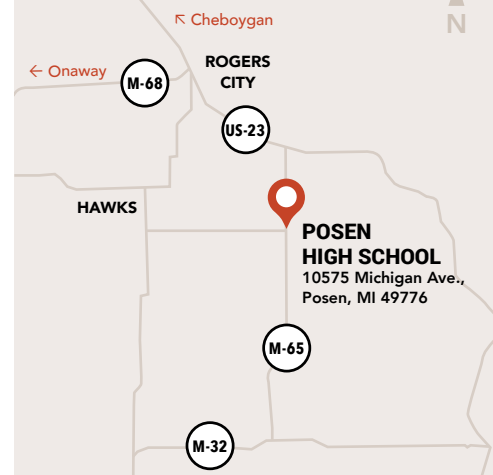 ↖ Cheboygan
N
← Onaway
ROGERS
CITY
M-68
US-23
HAWKS
POSEN
HIGH SCHOOL
10575 Michigan Ave.,
Posen, MI 49776
M-65
M-32